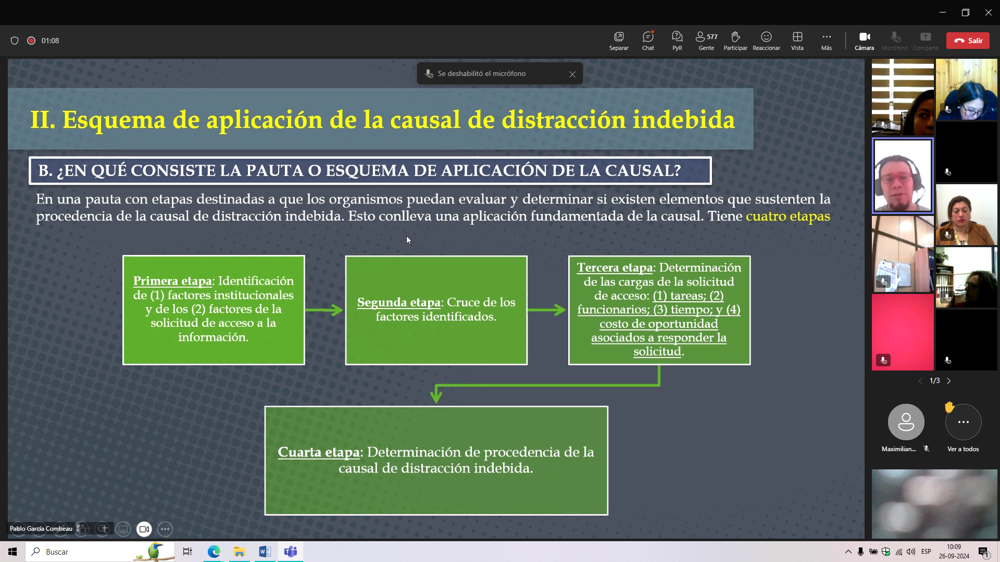 01:08
Separar
Chat
PyR
577
Gente
Participar
Reaccionar
Vista
Más
Cámara
Micrófono
Comparte
Salir
Se deshabilitó el micrófono
II. Esquema de aplicación de la causal de distracción indebida
B. ¿EN QUÉ CONSISTE LA PAUTA O ESQUEMA DE APLICACIÓN DE LA CAUSAL?
En una pauta con etapas destinadas a que los organismos puedan evaluar y determinar si existen elementos que sustenten la
procedencia de la causal de distracción indebida. Esto conlleva una aplicación fundamentada de la causal. Tiene cuatro etapas
Primera etapa: Identificación
de (1) factores institucionales
y de los (2) factores de la
solicitud de acceso a la
información.
Segunda etapa: Cruce de los
factores identificados.
Tercera etapa: Determinación
de las cargas de la solicitud
de acceso: (1) tareas; (2)
funcionarios; (3) tiempo; y (4)
costo de oportunidad
asociados a responder la
solicitud.
Cuarta etapa: Determinación de procedencia de la
causal de distracción indebida.
1/3
Maximilian...
Ver a todos
Pablo García Combeau
Buscar
ESP
10:09
26-09-2024
1